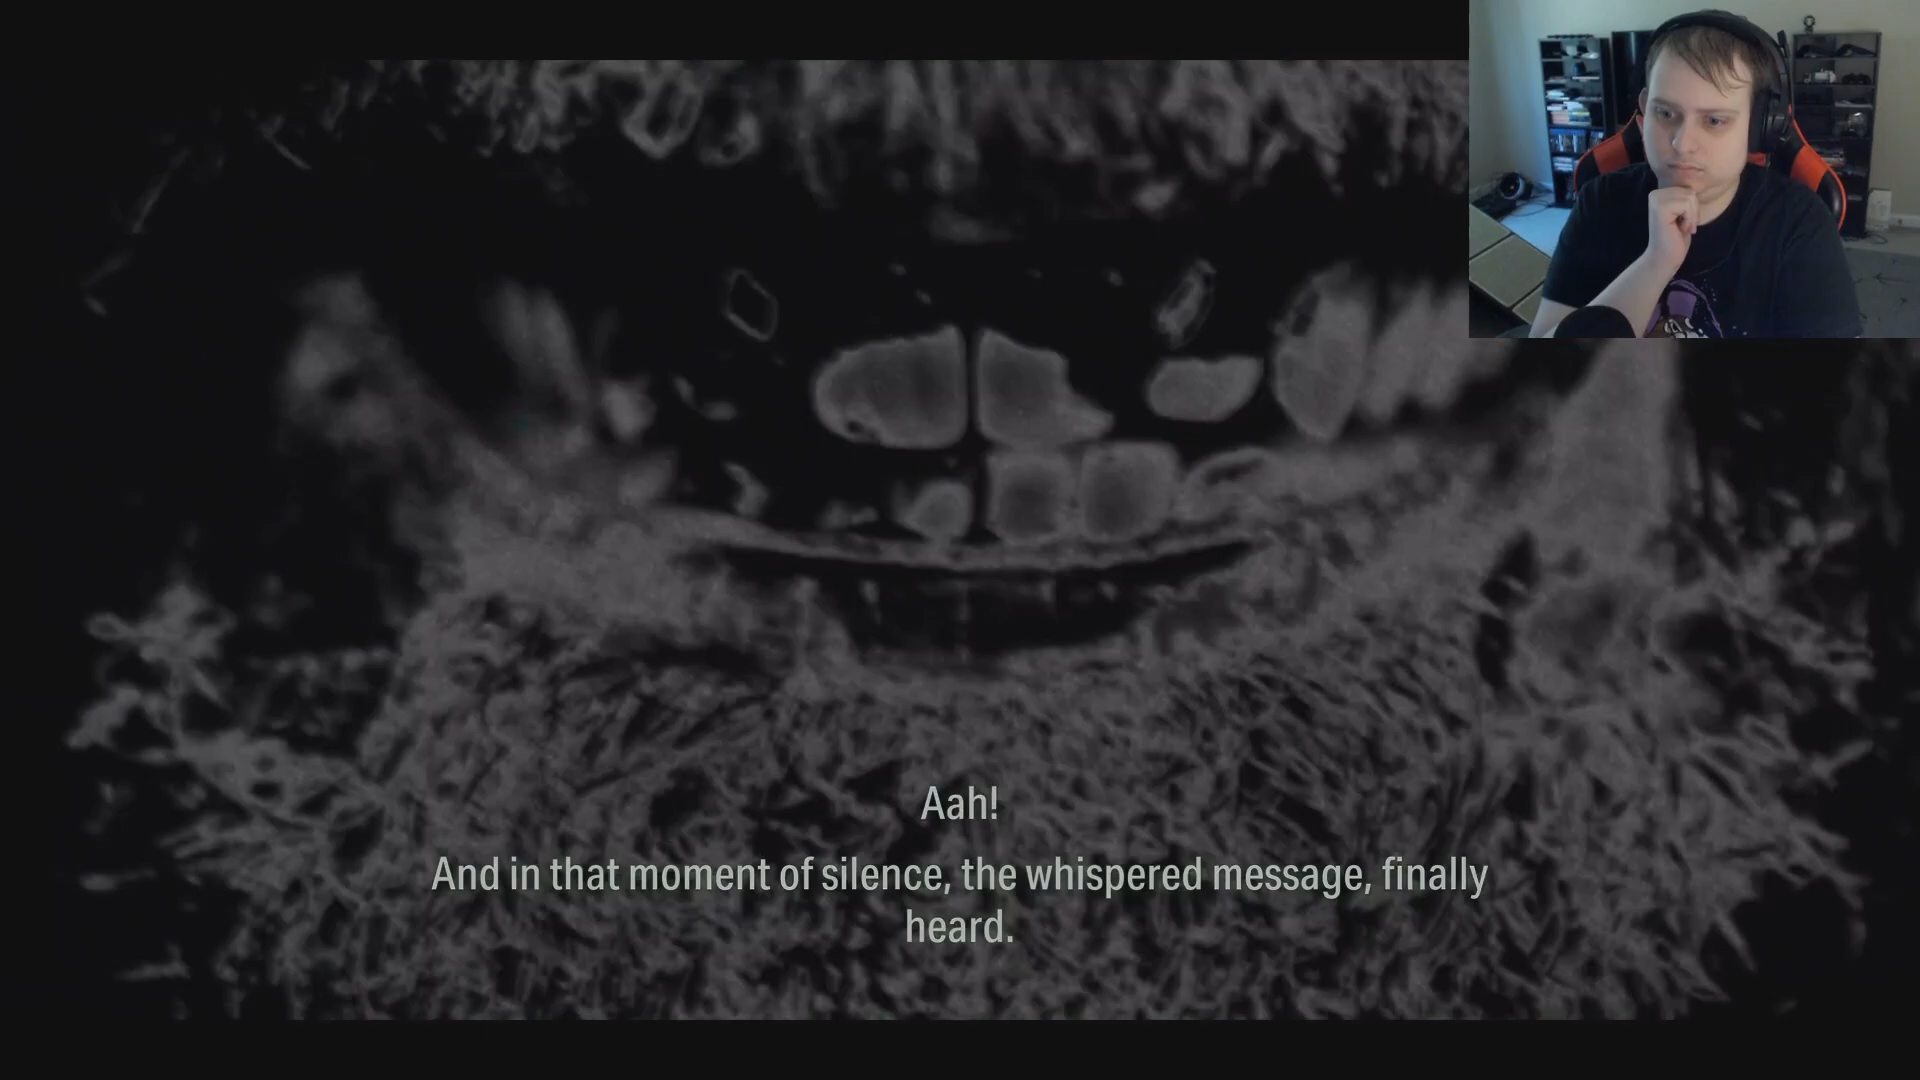 Aah!
And in that moment of silence, the whispered message, finally
heard.